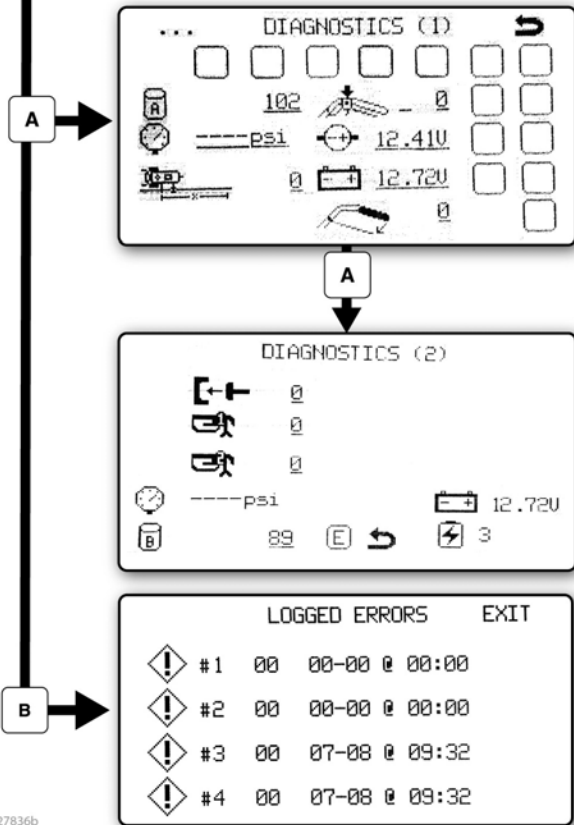 ... DIAGNOSTICS (1)
A 102 _ 0
A ----psi 12.41V
0 12.72V
x
0
A
DIAGNOSTICS (2)
0
0
0
----psi 12.72V
B 89 E 3
LOGGED ERRORS EXIT
#1 00 00-00 @ 00:00
#2 00 00-00 @ 00:00
B #3 00 07-08 @ 09:32
#4 00 07-08 @ 09:32
27836b